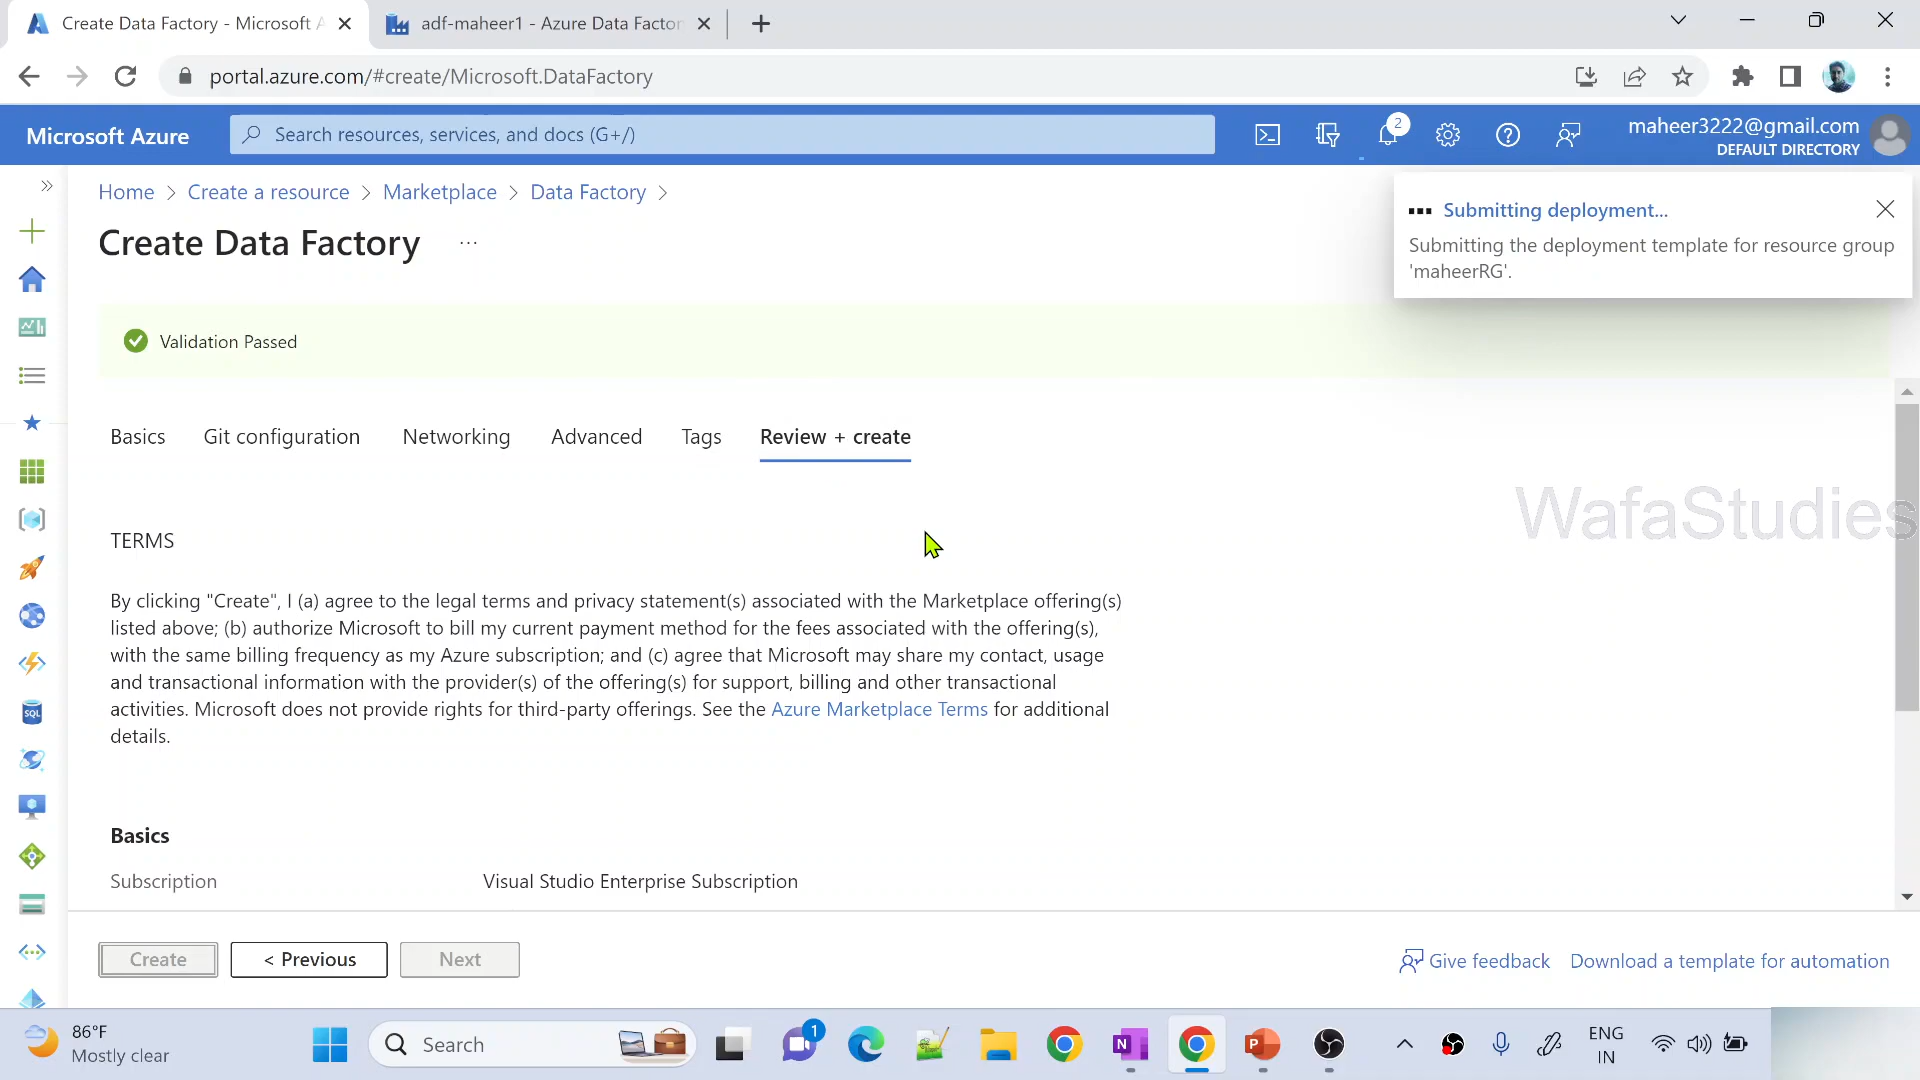 Create Data Factory - Microsoft A
adf-maheer1 - Azure Data Factor
portal.azure.com/#create/Microsoft.DataFactory
Microsoft Azure
Search resources, services, and docs (G+/)
2
maheer3222@gmail.com
DEFAULT DIRECTORY
Home > Create a resource > Marketplace > Data Factory >
Create Data Factory ...
Submitting deployment...
Submitting the deployment template for resource group
'maheerRG'.
Validation Passed
Basics Git configuration Networking Advanced Tags Review + create
WafaStudies
TERMS
By clicking "Create", I (a) agree to the legal terms and privacy statement(s) associated with the Marketplace offering(s)
listed above; (b) authorize Microsoft to bill my current payment method for the fees associated with the offering(s),
with the same billing frequency as my Azure subscription; and (c) agree that Microsoft may share my contact, usage
and transactional information with the provider(s) of the offering(s) for support, billing and other transactional
activities. Microsoft does not provide rights for third-party offerings. See the Azure Marketplace Terms for additional
details.
Basics
Subscription Visual Studio Enterprise Subscription
Create < Previous Next
Give feedback Download a template for automation
86°F
Mostly clear
Search
1
ENG
IN
SQL